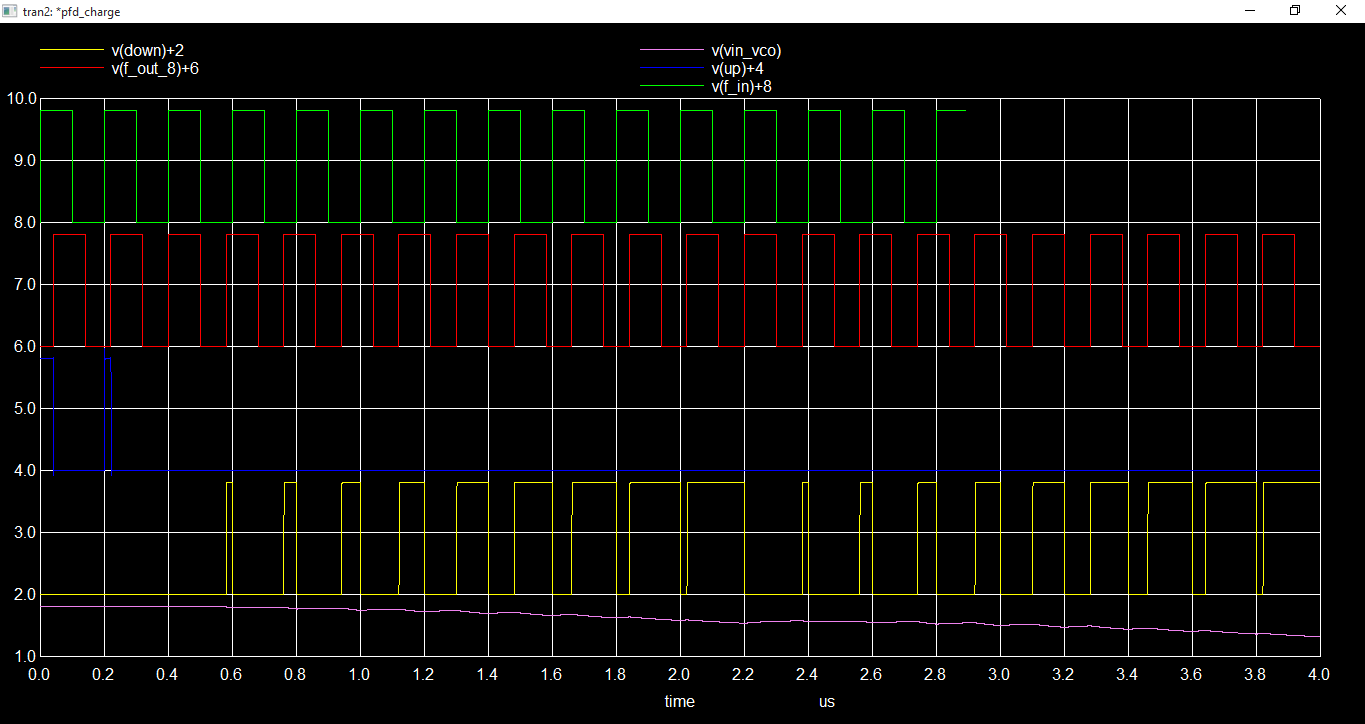 tran2: *pfd_charge
v(down)+2 v(vin_vco)
v(f_out_8)+6 v(up)+4
v(f_in)+8
10.0
9.0
8.0
7.0
6.0
5.0
4.0
3.0
2.0
1.0
0.0 0.2 0.4 0.6 0.8 1.0 1.2 1.4 1.6 1.8 2.0 2.2 2.4 2.6 2.8 3.0 3.2 3.4 3.6 3.8 4.0
time us